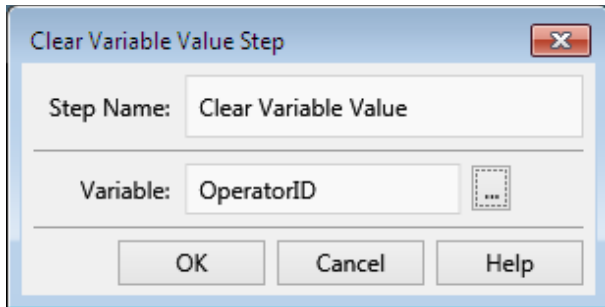 Clear Variable Value Step
Step Name: Clear Variable Value
Variable: OperatorID ...
OK Cancel Help